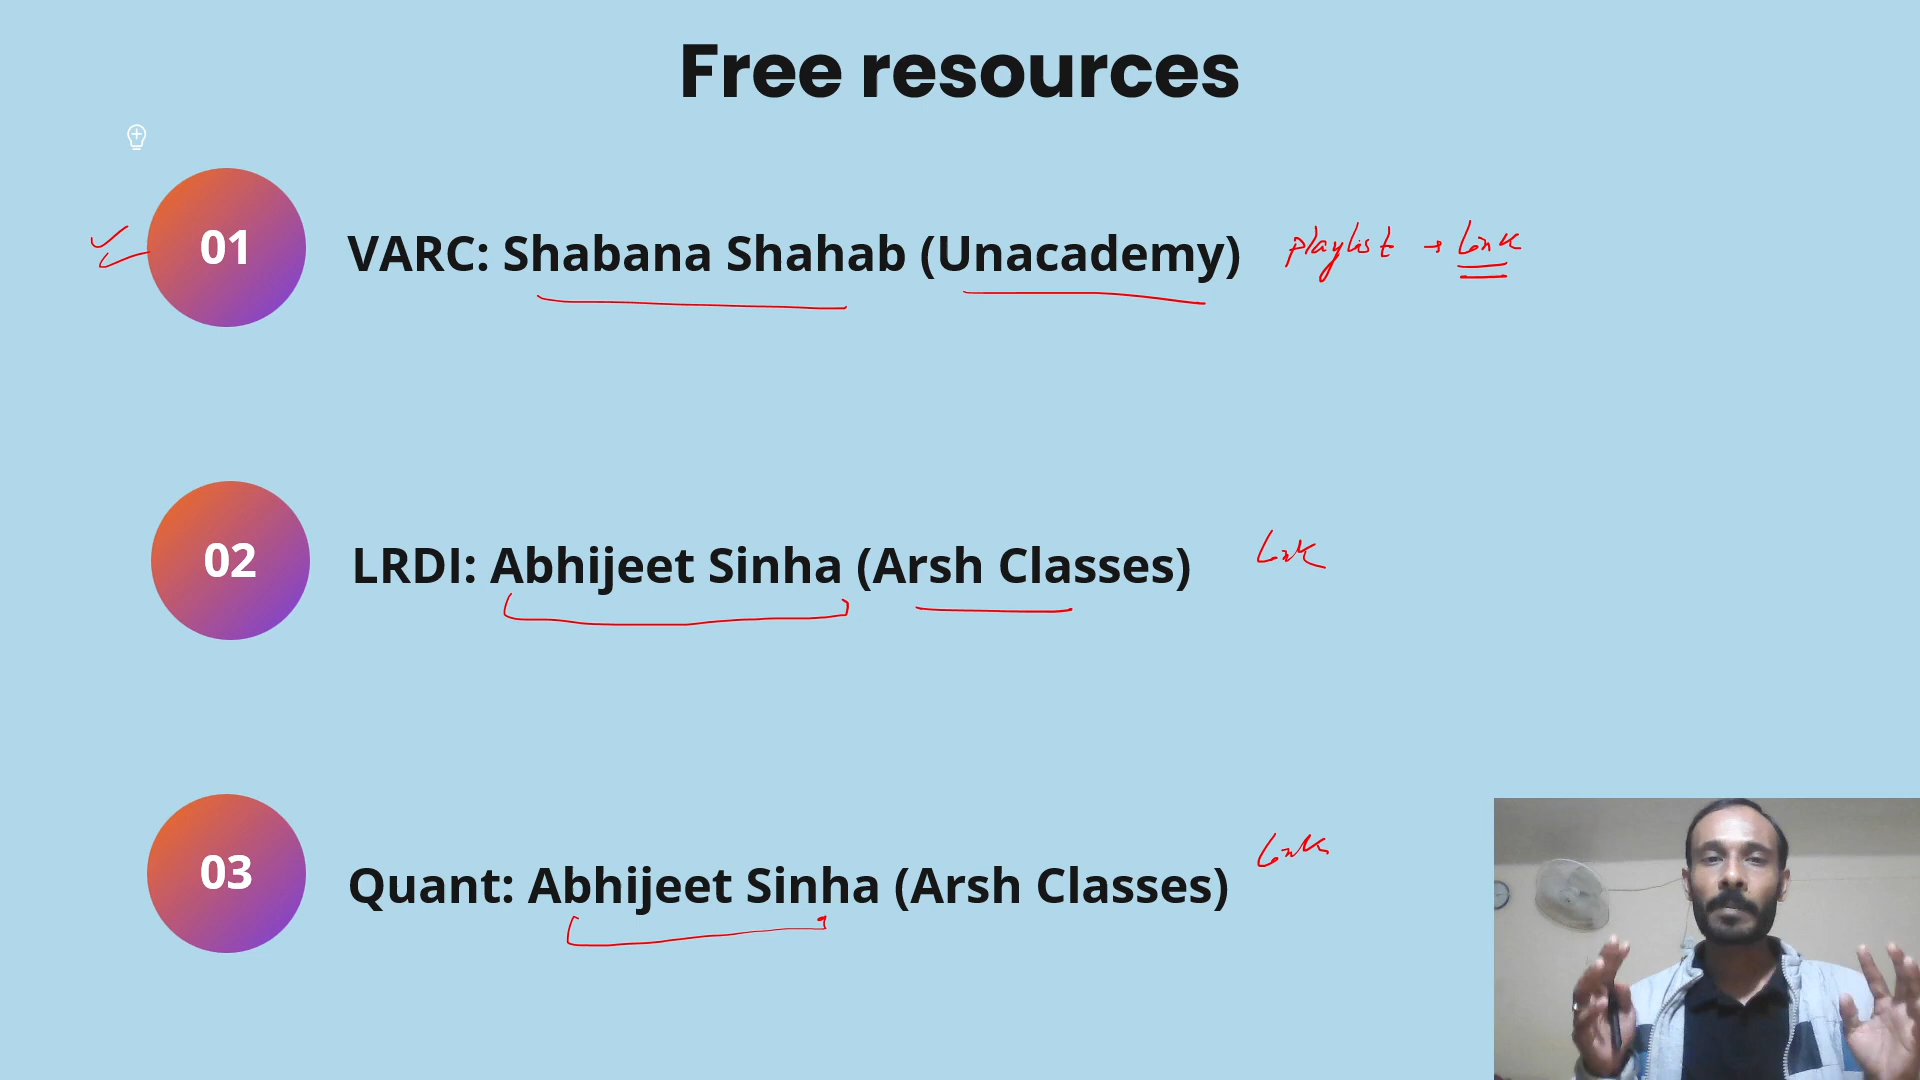 Free resources
01
VARC: Shabana Shahab (Unacademy) playlist → Link
02
LRDI: Abhijeet Sinha (Arsh Classes) Link
03
Quant: Abhijeet Sinha (Arsh Classes) Link